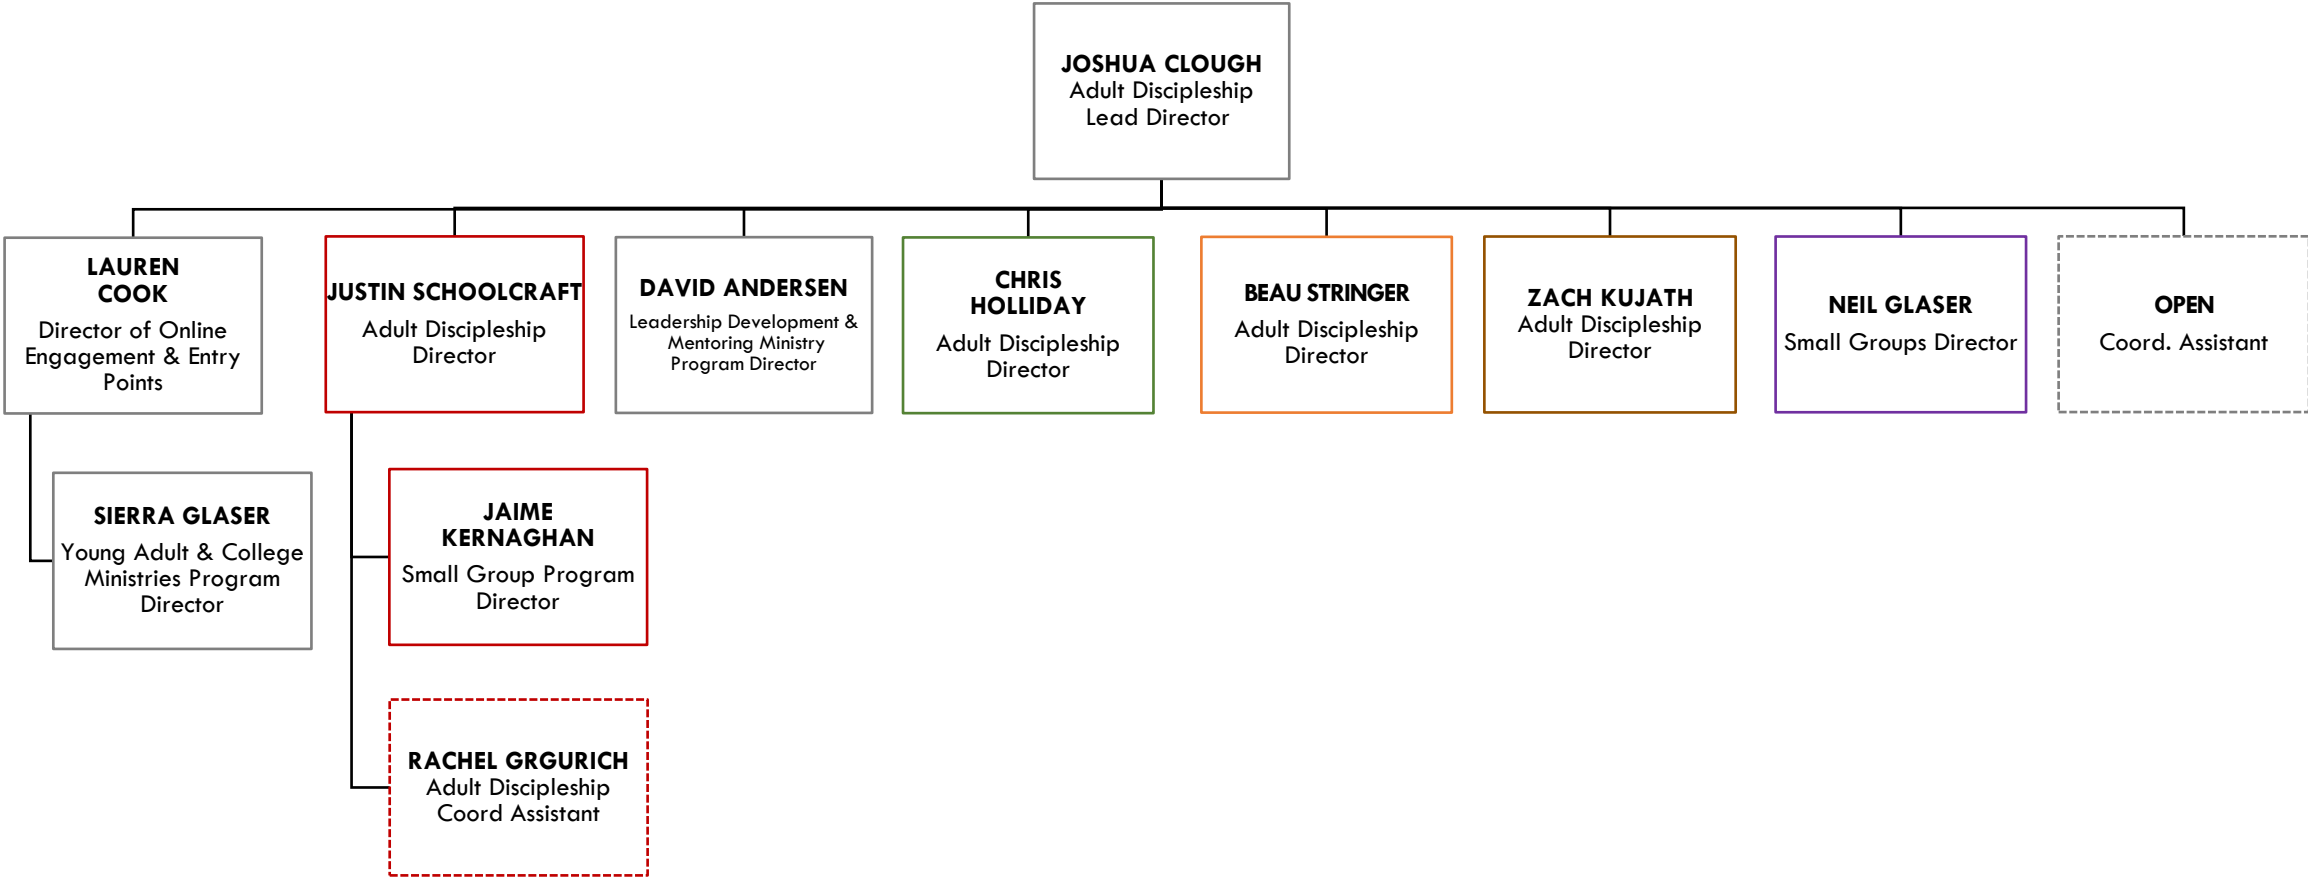 JOSHUA CLOUGH
Adult Discipleship
Lead Director
LAUREN
COOK
Director of Online
Engagement & Entry
Points
JUSTIN SCHOOLCRAFT
Adult Discipleship
Director
DAVID ANDERSEN
Leadership Development &
Mentoring Ministry
Program Director
CHRIS
HOLLIDAY
Adult Discipleship
Director
BEAU STRINGER
Adult Discipleship
Director
ZACH KUJATH
Adult Discipleship
Director
NEIL GLASER
Small Groups Director
OPEN
Coord. Assistant
SIERRA GLASER
Young Adult & College
Ministries Program
Director
JAIME
KERNAGHAN
Small Group Program
Director
RACHEL GRGURICH
Adult Discipleship
Coord Assistant